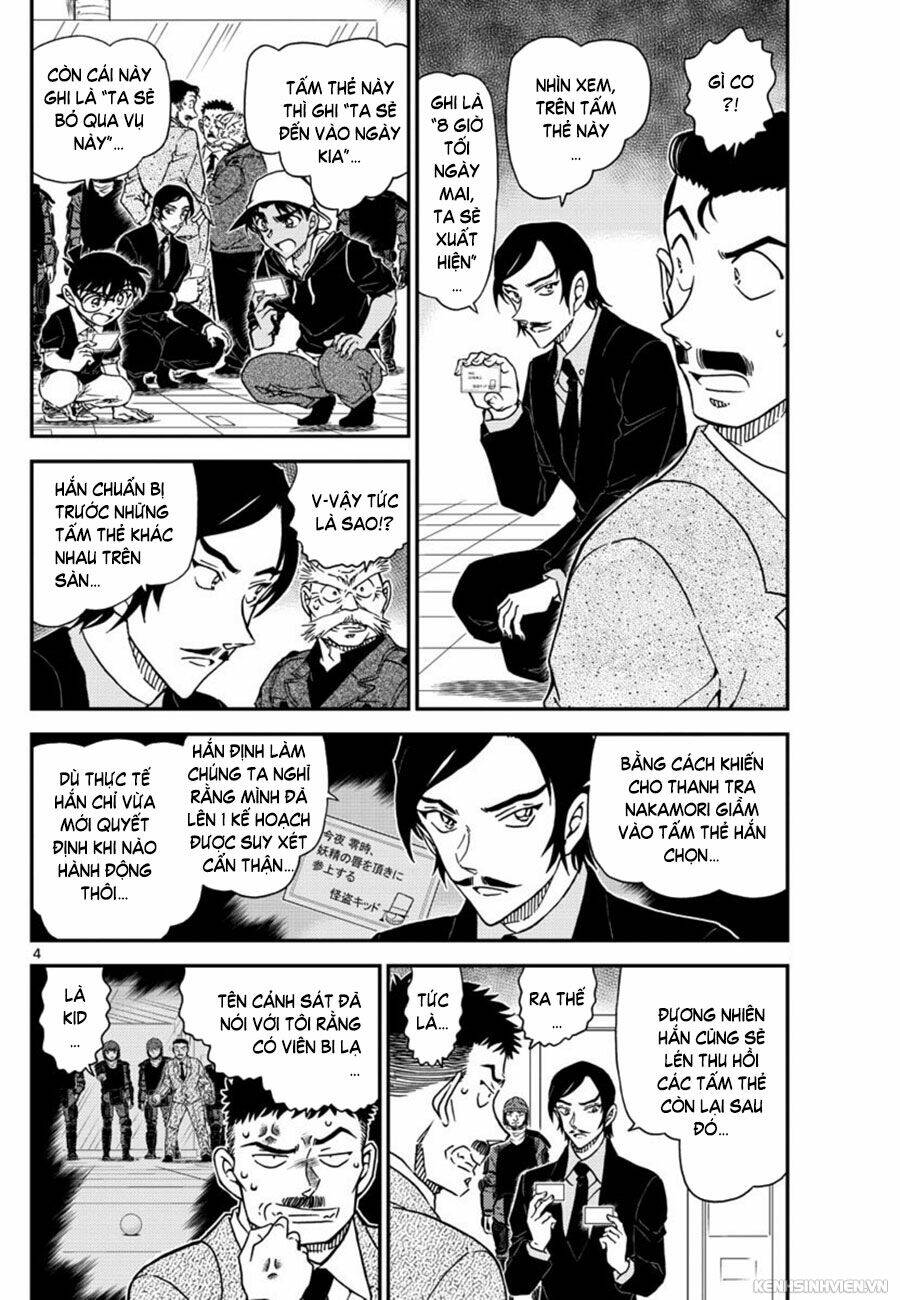 GÌ CƠ
?!
NHÌN XEM,
TRÊN TẤM
THẺ NÀY
...
GHI LÀ
"8 GIỜ
TỐI
NGÀY
MAI,
TA SẼ
XUẤT
HIỆN"
...
TẤM THẺ NÀY
THÌ GHI "TA SẼ
ĐẾN VÀO NGÀY
KIA"...
CÒN CÁI NÀY
GHI LÀ "TA SẼ
BỎ QUA VỤ
NÀY"...
V-VẬY TỨC
LÀ SAO!?
HẮN CHUẨN BỊ
TRƯỚC NHỮNG
TẤM THẺ KHÁC
NHAU TRÊN
SÀN...
BẰNG CÁCH KHIẾN
CHO THANH TRA
NAKAMORI GIẪM
VÀO TẤM THẺ HẮN
CHỌN...
HẮN ĐỊNH LÀM
CHÚNG TA NGHĨ
RẰNG MÌNH ĐÃ
LÊN 1 KẾ HOẠCH
ĐƯỢC SUY XÉT
CẨN THẬN...
今夜 零時、
妖精の唇を頂きに
参上する
怪盗キッド
DÙ THỰC TẾ
HẮN CHỈ VỪA
MỚI QUYẾT
ĐỊNH KHI NÀO
HÀNH ĐỘNG
THÔI...
4
ĐƯƠNG NHIÊN
HẮN CŨNG SẼ
LÉN THU HỒI
CÁC TẤM THẺ
CÒN LẠI SAU
ĐÓ...
RA THẾ
...
TỨC
LÀ...
TÊN CẢNH SÁT ĐÃ
NÓI VỚI TÔI RẰNG
CÓ VIÊN BI LẠ
LÀ
KID
...
KENHSINHVIEN.VN